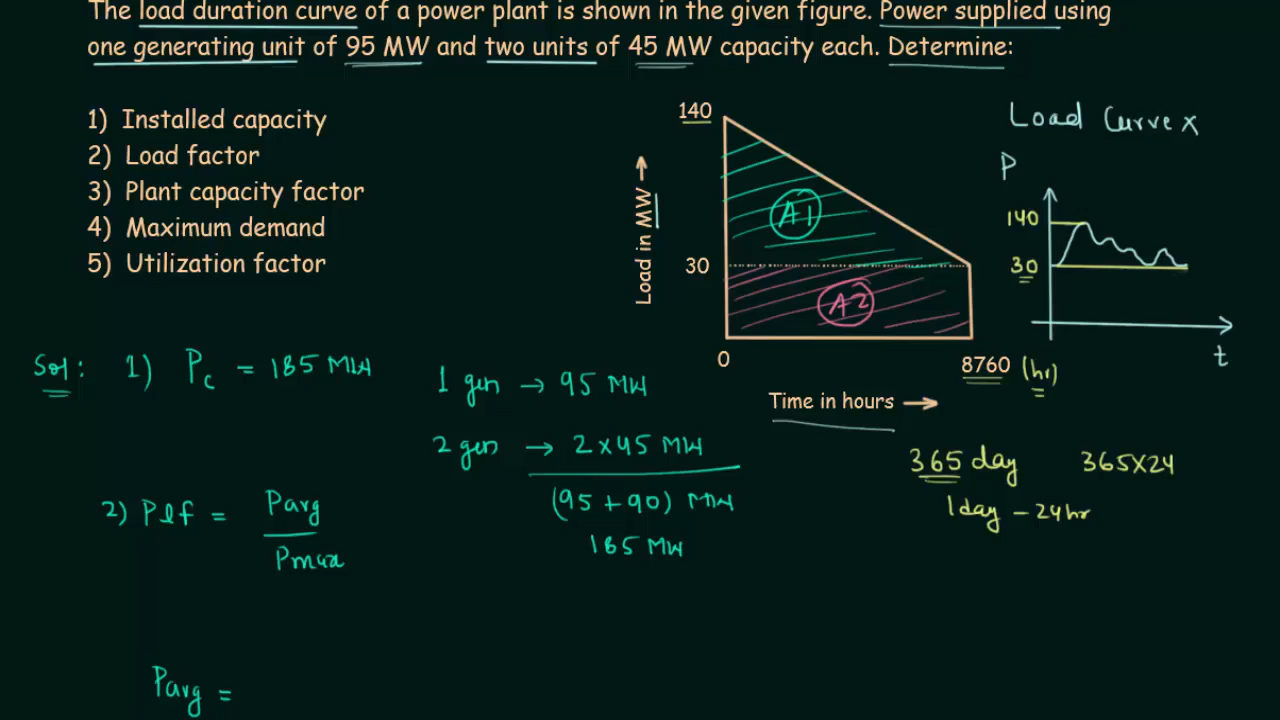 The load duration curve of a power plant is shown in the given figure. Power supplied using
one generating unit of 95 MW and two units of 45 MW capacity each. Determine:
1) Installed capacity
2) Load factor
3) Plant capacity factor
4) Maximum demand
5) Utilization factor
140
30
Load in MW
A1
A2
0
8760 (hr)
Time in hours
Load Curve x
P
140
30
t
Sol: 1) Pc = 185 MW
1 gen → 95 MW
2 gen → 2x45 MW
(95 + 90) MW
185 MW
365 day 365x24
1day - 24hr
2) Plf = Pavg
Pmax
Pavg =